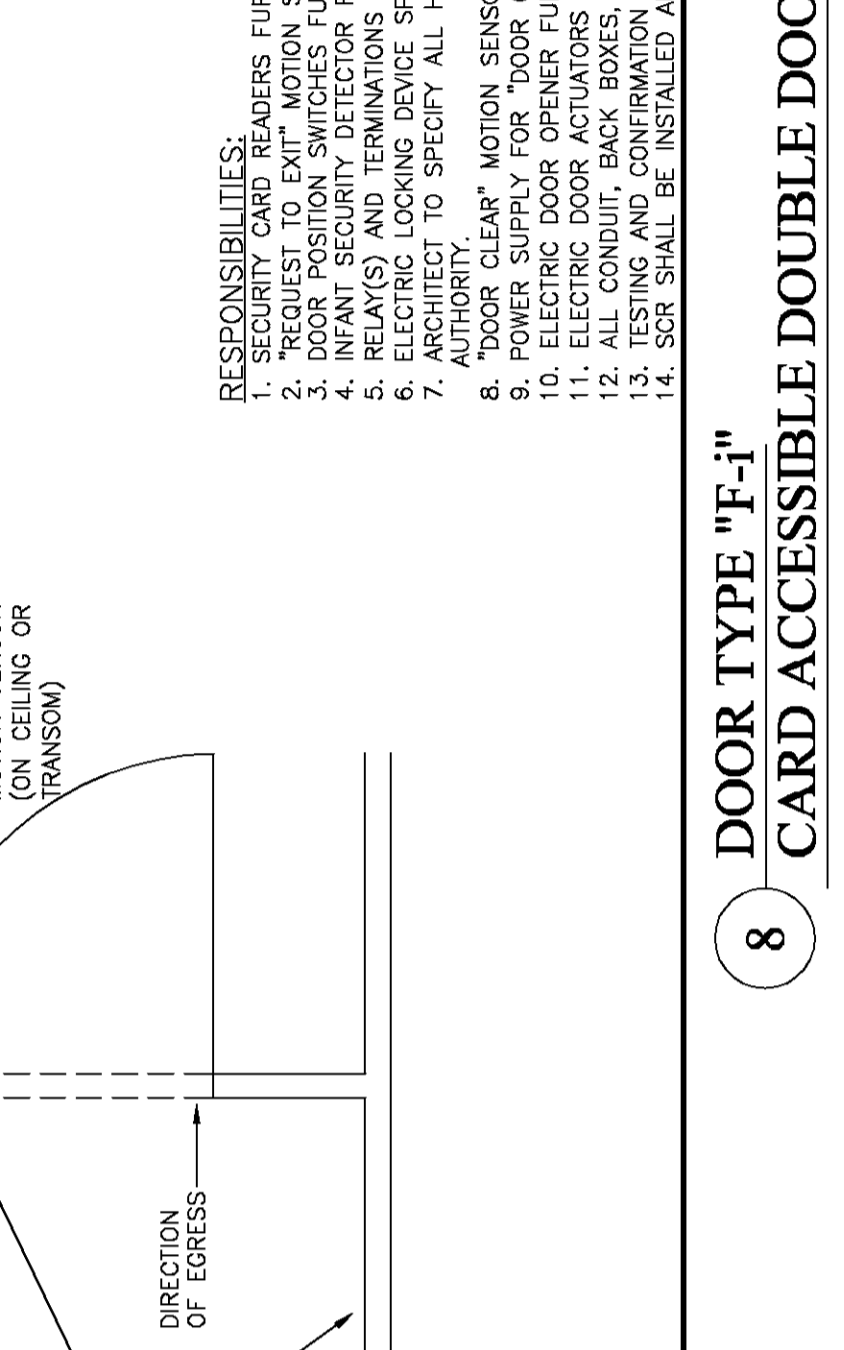 (ON CEILING OR
TRANSOM)
DIRECTION
OF EGRESS
RESPONSIBILITIES:
1. SECURITY CARD READERS
2. "REQUEST TO EXIT" MOTION
3. DOOR POSITION SWITCHES
4. INFANT SECURITY DETECTOR
5. RELAY(S) AND TERMINATIONS
6. ELECTRIC LOCKING DEVICE
7. ARCHITECT TO SPECIFY ALL
AUTHORITY.
8. "DOOR CLEAR" MOTION
9. POWER SUPPLY FOR "DOOR
10. ELECTRIC DOOR OPENER
11. ELECTRIC DOOR ACTUATORS
12. ALL CONDUIT, BACK BOXES,
13. TESTING AND CONFIRMATION
14. SCR SHALL BE INSTALLED
8
DOOR TYPE "F-i"
CARD ACCESSIBLE DOUBLE